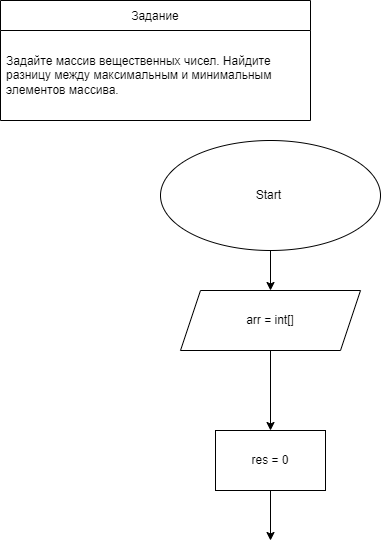 Задание
Задайте массив вещественных чисел. Найдите
разницу между максимальным и минимальным
элементов массива.
Start
arr = int[]
res = 0